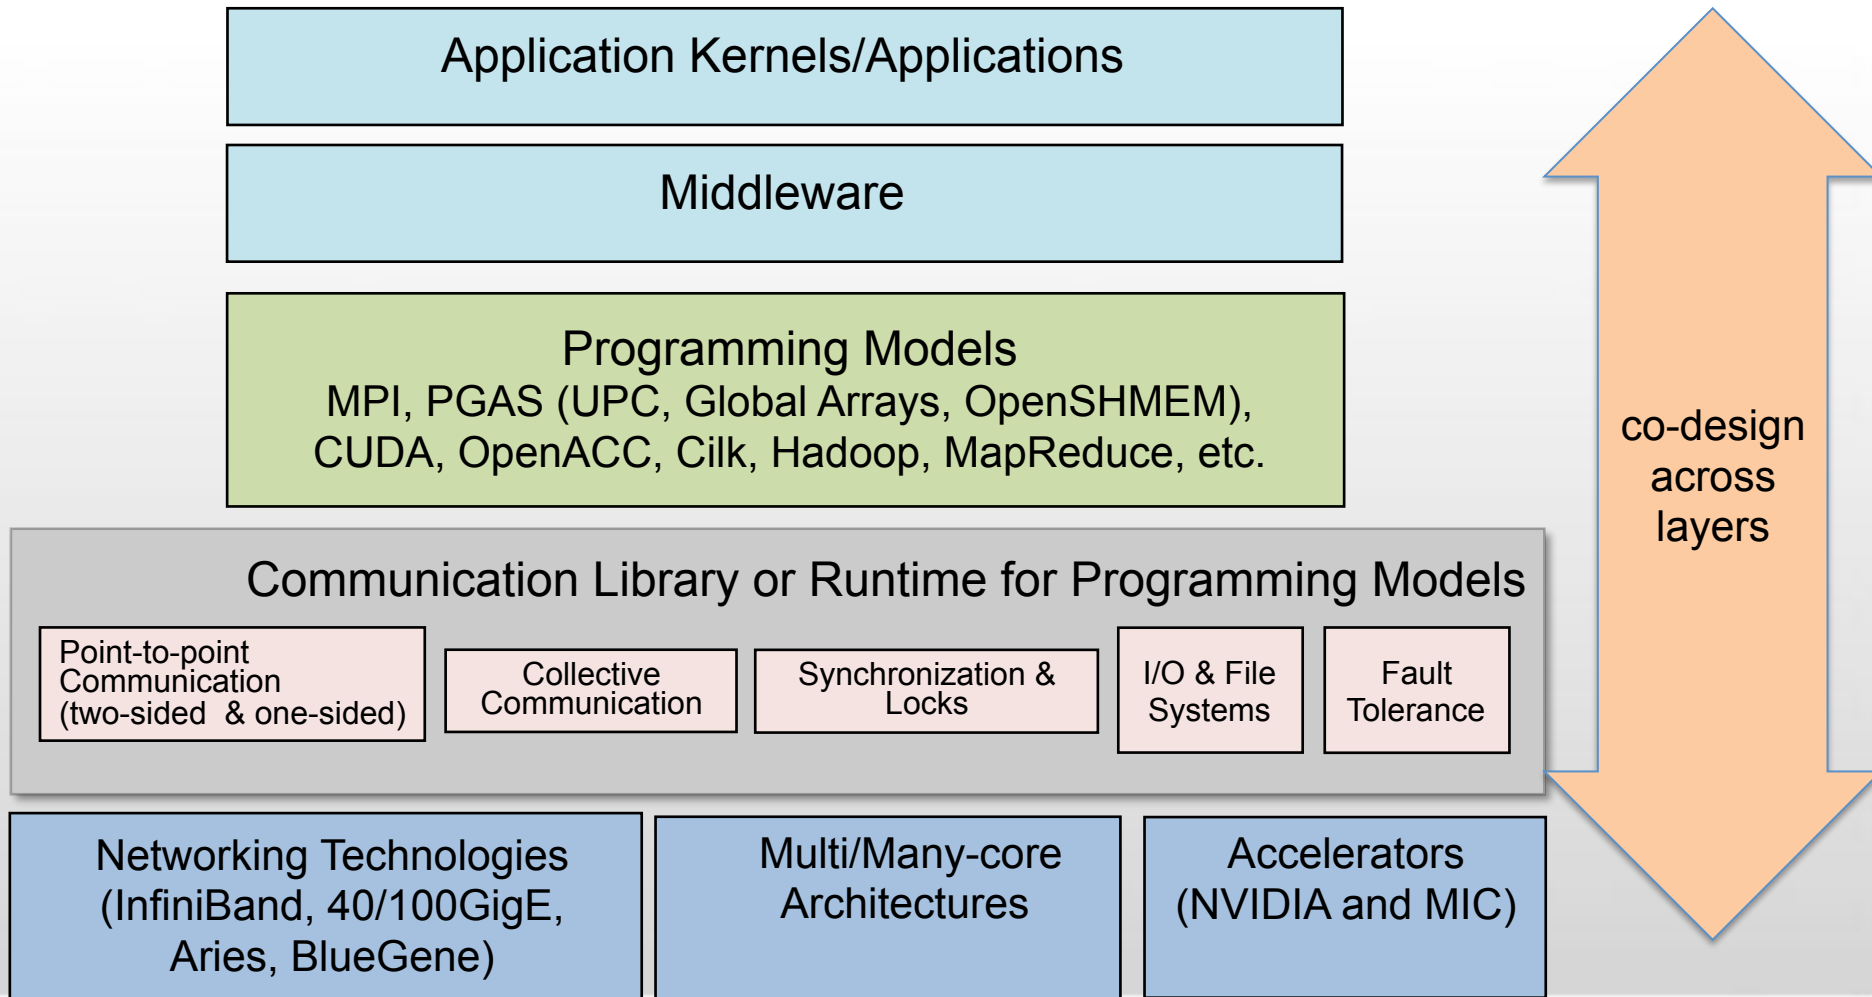 Application Kernels/Applications
Middleware
Programming Models
MPI, PGAS (UPC, Global Arrays, OpenSHMEM),
CUDA, OpenACC, Cilk, Hadoop, MapReduce, etc.
co-design
across
layers
Communication Library or Runtime for Programming Models
Point-to-point
Communication
(two-sided & one-sided)
Collective
Communication
Synchronization &
Locks
I/O & File
Systems
Fault
Tolerance
Networking Technologies
(InfiniBand, 40/100GigE,
Aries, BlueGene)
Multi/Many-core
Architectures
Accelerators
(NVIDIA and MIC)